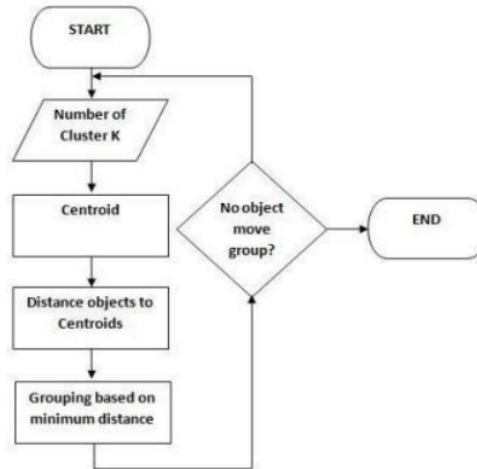 START
Number of
Cluster K
Centroid
Distance objects to
Centroids
Grouping based on
minimum distance
No object
move
group?
END